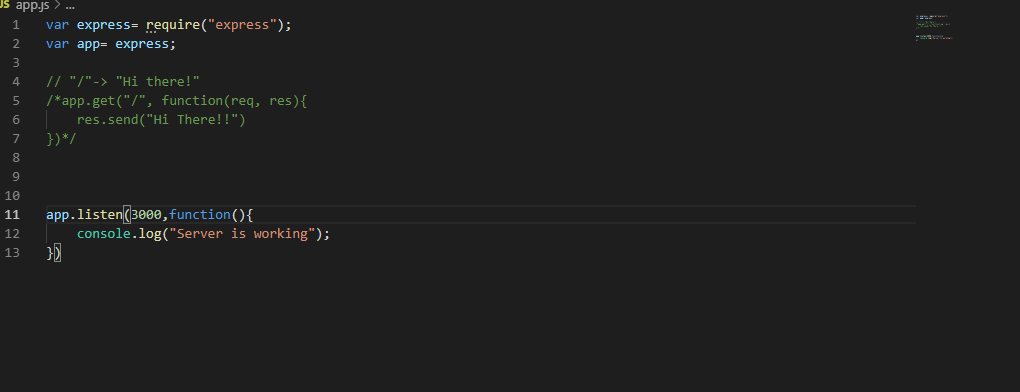 JS app.js > ...
1 var express= require("express");
2 var app= express;
3
4 // "/"-> "Hi there!"
5 /*app.get("/", function(req, res){
6     res.send("Hi There!!")
7 })*/
8
9
10
11 app.listen(3000,function(){
12     console.log("Server is working");
13 })